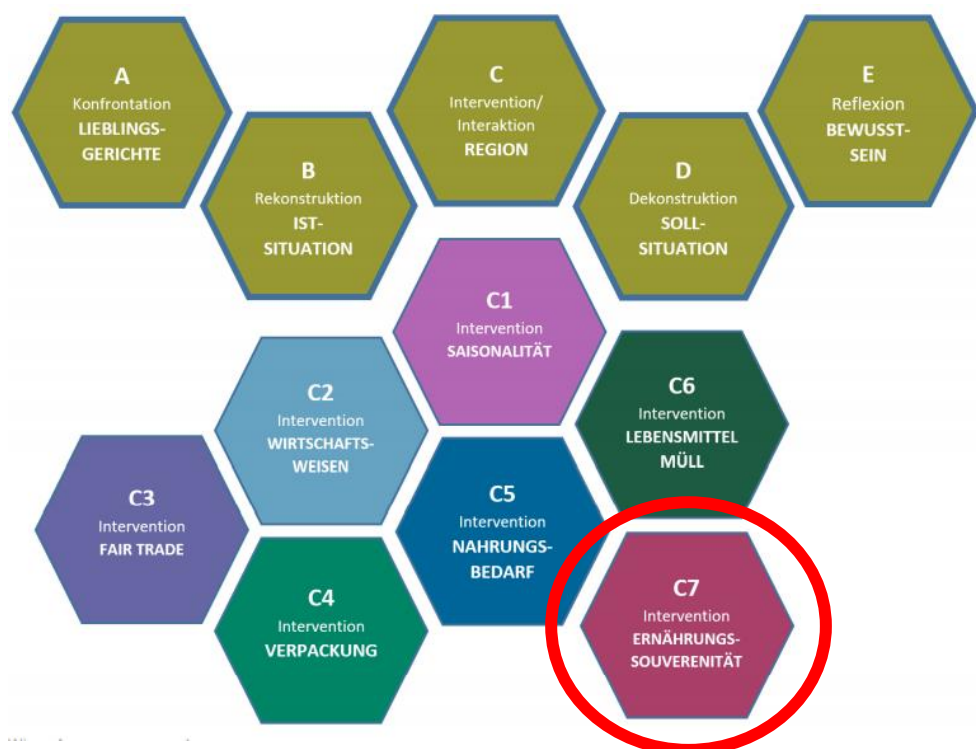 A
Konfrontation
LIEBLINGS-
GERICHTE
B
Rekonstruktion
IST-
SITUATION
C
Intervention/
Interaktion
REGION
D
Dekonstruktion
SOLL-
SITUATION
E
Reflexion
BEWUSST-
SEIN
C1
Intervention
SAISONALITÄT
C2
Intervention
WIRTSCHAFTS-
WEISEN
C3
Intervention
FAIR TRADE
C4
Intervention
VERPACKUNG
C5
Intervention
NAHRUNGS-
BEDARF
C6
Intervention
LEBENSMITTEL
MÜLL
C7
Intervention
ERNÄHRUNGS-
SOUVERENITÄT